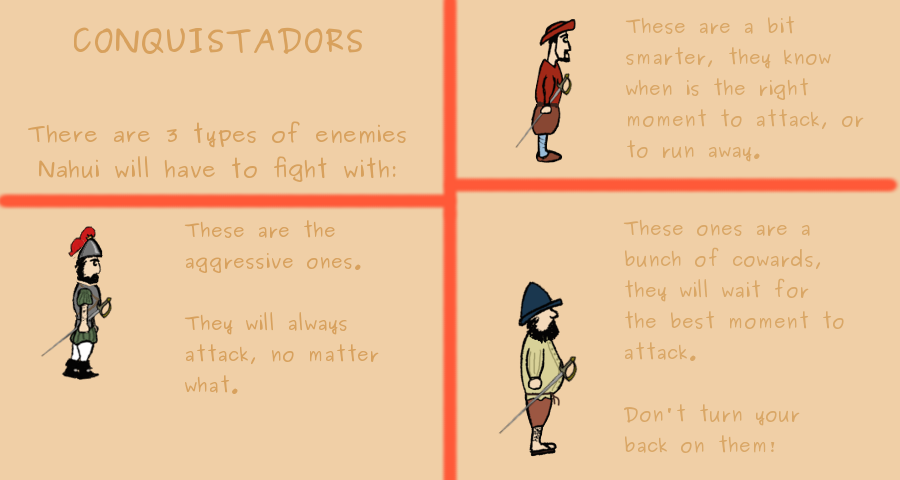 CONQUISTADORS
There are 3 types of enemies
Nahui will have to fight with:
These are the
aggressive ones.
They will always
attack, no matter
what.
These are a bit
smarter, they know
when is the right
moment to attack, or
to run away.
These ones are a
bunch of cowards,
they will wait for
the best moment to
attack.
Don't turn your
back on them!